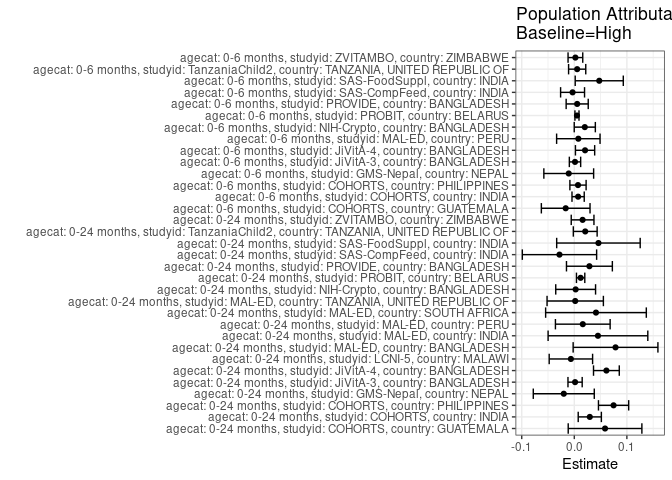 Population Attributa
Baseline=High
agecat: 0-6 months, studyid: ZVITAMBO, country: ZIMBABWE
agecat: 0-6 months, studyid: TanzaniaChild2, country: TANZANIA, UNITED REPUBLIC OF
agecat: 0-6 months, studyid: SAS-FoodSuppl, country: INDIA
agecat: 0-6 months, studyid: SAS-CompFeed, country: INDIA
agecat: 0-6 months, studyid: PROVIDE, country: BANGLADESH
agecat: 0-6 months, studyid: PROBIT, country: BELARUS
agecat: 0-6 months, studyid: NIH-Crypto, country: BANGLADESH
agecat: 0-6 months, studyid: MAL-ED, country: PERU
agecat: 0-6 months, studyid: JiVitA-4, country: BANGLADESH
agecat: 0-6 months, studyid: JiVitA-3, country: BANGLADESH
agecat: 0-6 months, studyid: GMS-Nepal, country: NEPAL
agecat: 0-6 months, studyid: COHORTS, country: PHILIPPINES
agecat: 0-6 months, studyid: COHORTS, country: INDIA
agecat: 0-6 months, studyid: COHORTS, country: GUATEMALA
agecat: 0-24 months, studyid: ZVITAMBO, country: ZIMBABWE
agecat: 0-24 months, studyid: TanzaniaChild2, country: TANZANIA, UNITED REPUBLIC OF
agecat: 0-24 months, studyid: SAS-FoodSuppl, country: INDIA
agecat: 0-24 months, studyid: SAS-CompFeed, country: INDIA
agecat: 0-24 months, studyid: PROVIDE, country: BANGLADESH
agecat: 0-24 months, studyid: PROBIT, country: BELARUS
agecat: 0-24 months, studyid: NIH-Crypto, country: BANGLADESH
agecat: 0-24 months, studyid: MAL-ED, country: TANZANIA, UNITED REPUBLIC OF
agecat: 0-24 months, studyid: MAL-ED, country: SOUTH AFRICA
agecat: 0-24 months, studyid: MAL-ED, country: PERU
agecat: 0-24 months, studyid: MAL-ED, country: INDIA
agecat: 0-24 months, studyid: MAL-ED, country: BANGLADESH
agecat: 0-24 months, studyid: LCNI-5, country: MALAWI
agecat: 0-24 months, studyid: JiVitA-4, country: BANGLADESH
agecat: 0-24 months, studyid: JiVitA-3, country: BANGLADESH
agecat: 0-24 months, studyid: GMS-Nepal, country: NEPAL
agecat: 0-24 months, studyid: COHORTS, country: PHILIPPINES
agecat: 0-24 months, studyid: COHORTS, country: INDIA
agecat: 0-24 months, studyid: COHORTS, country: GUATEMALA
-0.1 0.0 0.1
Estimate